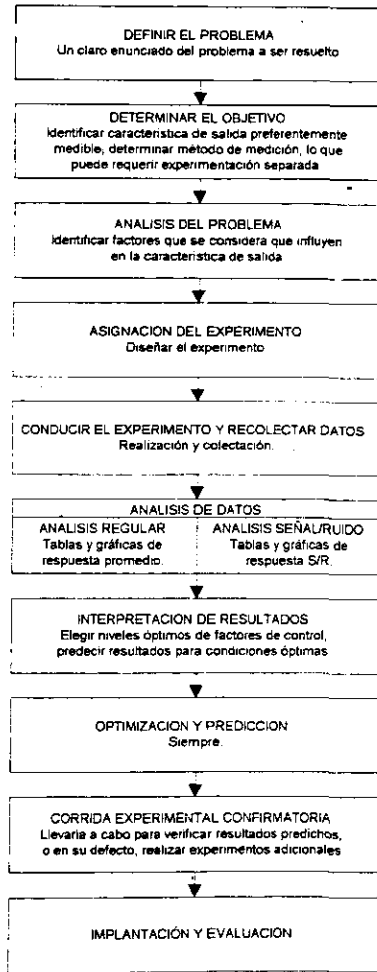 DEFINIR EL PROBLEMA
Un claro enunciado del problema a ser resuelto
DETERMINAR EL OBJETIVO
Identificar característica de salida preferentemente
medible, determinar método de medición, lo que
puede requerir experimentación separada
ANALISIS DEL PROBLEMA
Identificar factores que se considera que influyen
en la característica de salida
ASIGNACION DEL EXPERIMENTO
Diseñar el experimento
CONDUCIR EL EXPERIMENTO Y RECOLECTAR DATOS
Realización y colectación.
ANALISIS DE DATOS
ANALISIS REGULAR
Tablas y gráficas de
respuesta promedio.
ANALISIS SEÑAL/RUIDO
Tablas y gráficas de
respuesta S/R.
INTERPRETACION DE RESULTADOS
Elegir niveles óptimos de factores de control,
predecir resultados para condiciones óptimas
OPTIMIZACION Y PREDICCION
Siempre.
CORRIDA EXPERIMENTAL CONFIRMATORIA
Llevarla a cabo para verificar resultados predichos,
o en su defecto, realizar experimentos adicionales
IMPLANTACIÓN Y EVALUACION